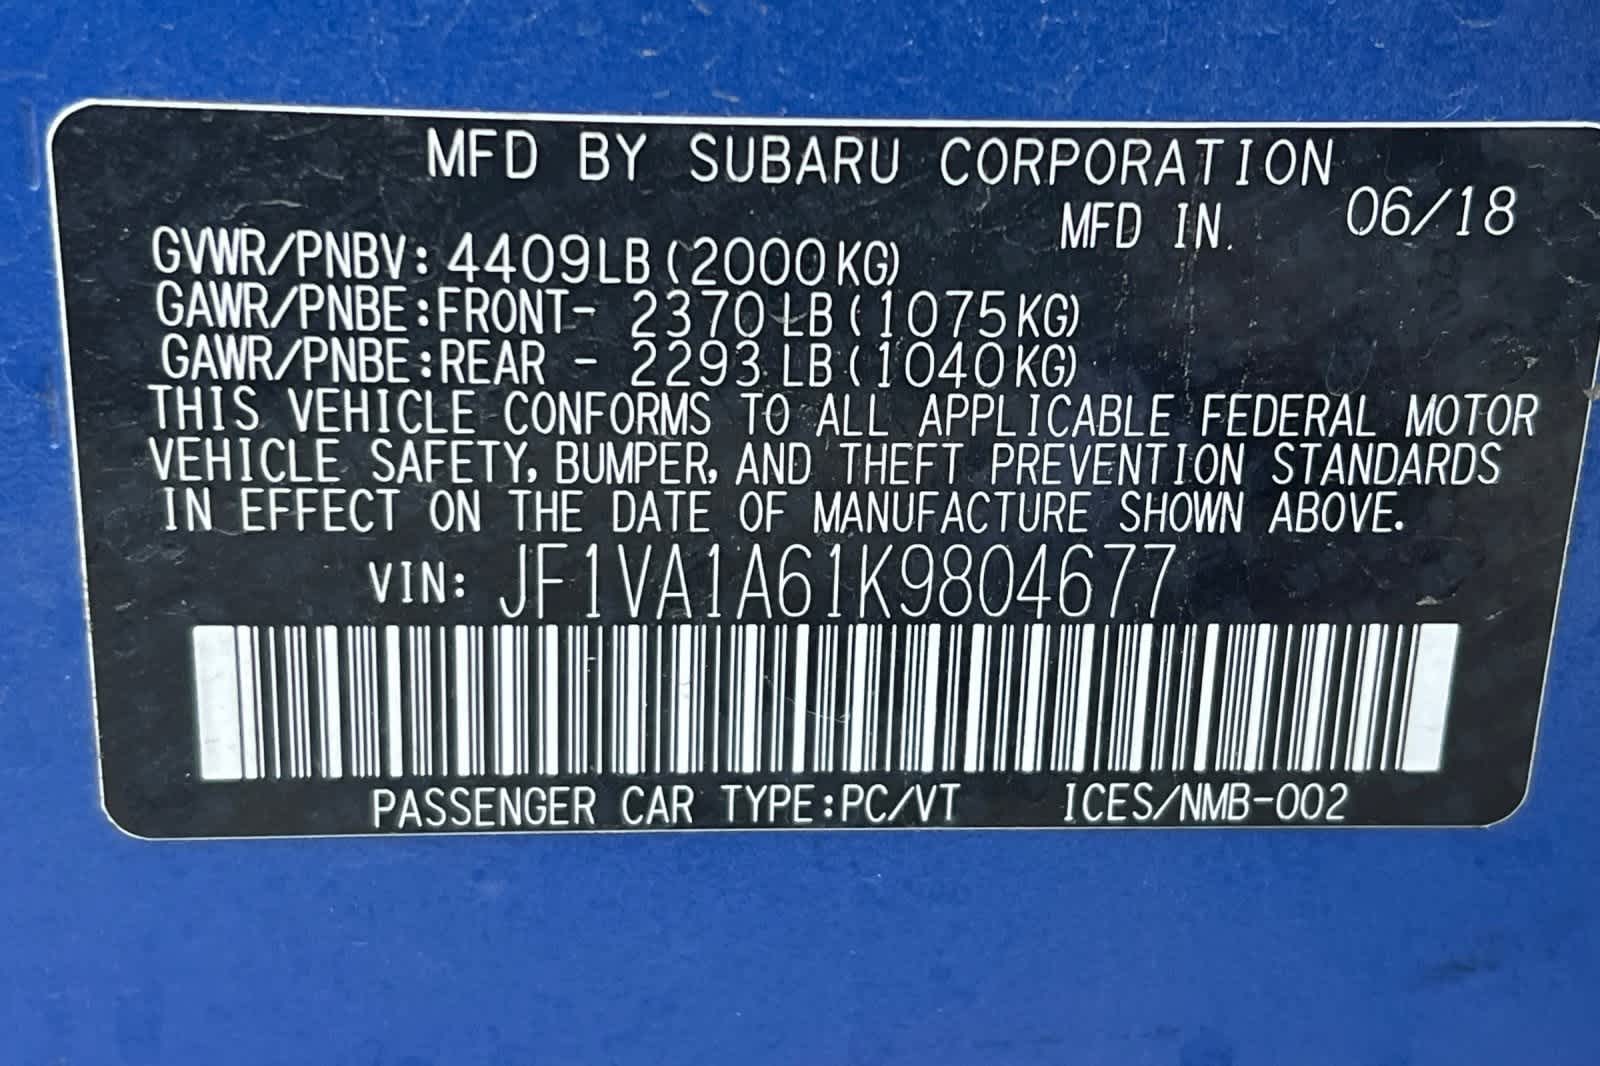 MFD BY SUBARU CORPORATION
MFD IN. 06/18
GVWR/PNBV: 4409LB (2000KG)
GAWR/PNBE:FRONT- 2370 LB (1075KG)
GAWR/PNBE:REAR - 2293 LB (1040KG)
THIS VEHICLE CONFORMS TO ALL APPLICABLE FEDERAL MOTOR
VEHICLE SAFETY, BUMPER, AND THEFT PREVENTION STANDARDS
IN EFFECT ON THE DATE OF MANUFACTURE SHOWN ABOVE.
VIN: JF1VA1A61K9804677
PASSENGER CAR TYPE:PC/VT ICES/NMB-002